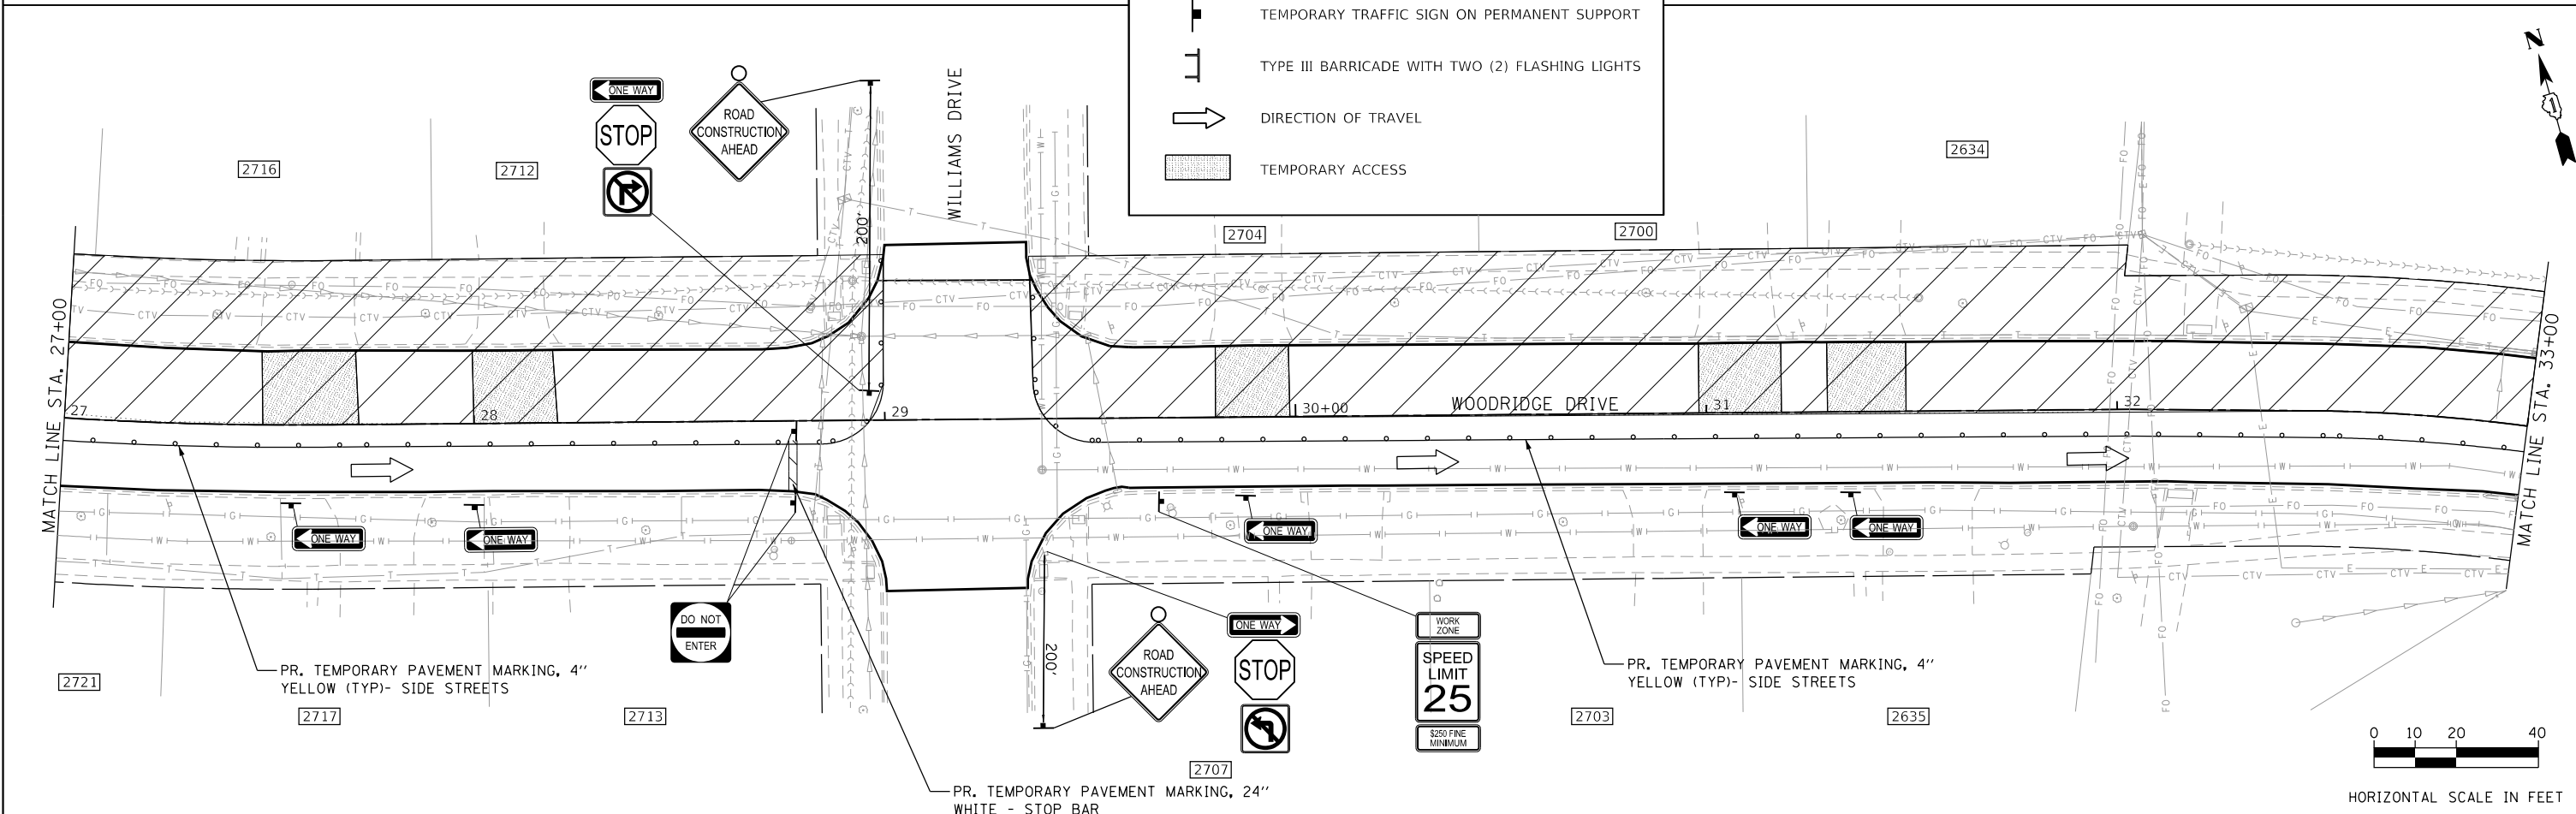 TEMPORARY TRAFFIC SIGN ON PERMANENT SUPPORT
TYPE III BARRICADE WITH TWO (2) FLASHING LIGHTS
DIRECTION OF TRAVEL
TEMPORARY ACCESS
N
ONE WAY
STOP
ROAD
CONSTRUCTION
AHEAD
200'
WILLIAMS DRIVE
2716
2712
2704
2700
2634
MATCH LINE STA. 27+00
27
28
29
30+00
WOODRIDGE DRIVE
31
32
MATCH LINE STA. 33+00
ONE WAY
ONE WAY
ONE WAY
ONE WAY
ONE WAY
DO NOT
ENTER
PR. TEMPORARY PAVEMENT MARKING, 4"
YELLOW (TYP)- SIDE STREETS
200'
ROAD
CONSTRUCTION
AHEAD
ONE WAY
STOP
WORK
ZONE
SPEED
LIMIT
25
$250 FINE
MINIMUM
PR. TEMPORARY PAVEMENT MARKING, 4"
YELLOW (TYP)- SIDE STREETS
2721
2717
2713
2707
2703
2635
PR. TEMPORARY PAVEMENT MARKING, 24"
WHITE - STOP BAR
0 10 20 40
HORIZONTAL SCALE IN FEET